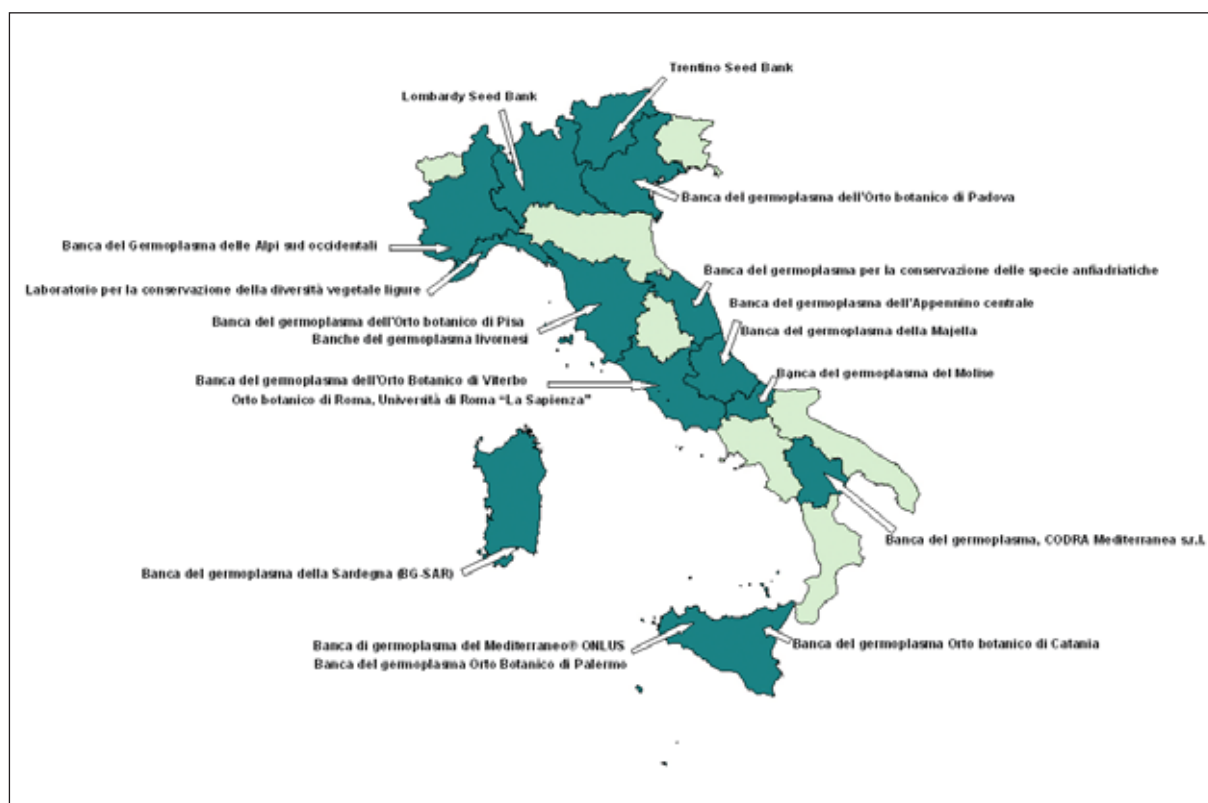 Trentino Seed Bank
Lombardy Seed Bank
Banca del germoplasma dell'Orto botanico di Padova
Banca del Germoplasma delle Alpi sud occidentali
Banca del germoplasma per la conservazione delle specie anfiadriatiche
Laboratorio per la conservazione della diversità vegetale ligure
Banca del germoplasma dell'Appennino centrale
Banca del germoplasma dell'Orto botanico di Pisa
Banche del germoplasma livornesi
Banca del germoplasma della Majella
Banca del germoplasma del Molise
Banca del germoplasma dell'Orto Botanico di Viterbo
Orto botanico di Roma, Università di Roma “La Sapienza”
Banca del germoplasma, CODRA Mediterranea s.r.l.
Banca del germoplasma della Sardegna (BG-SAR)
Banca di germoplasma del Mediterraneo® ONLUS
Banca del germoplasma Orto Botanico di Palermo
Banca del germoplasma Orto botanico di Catania